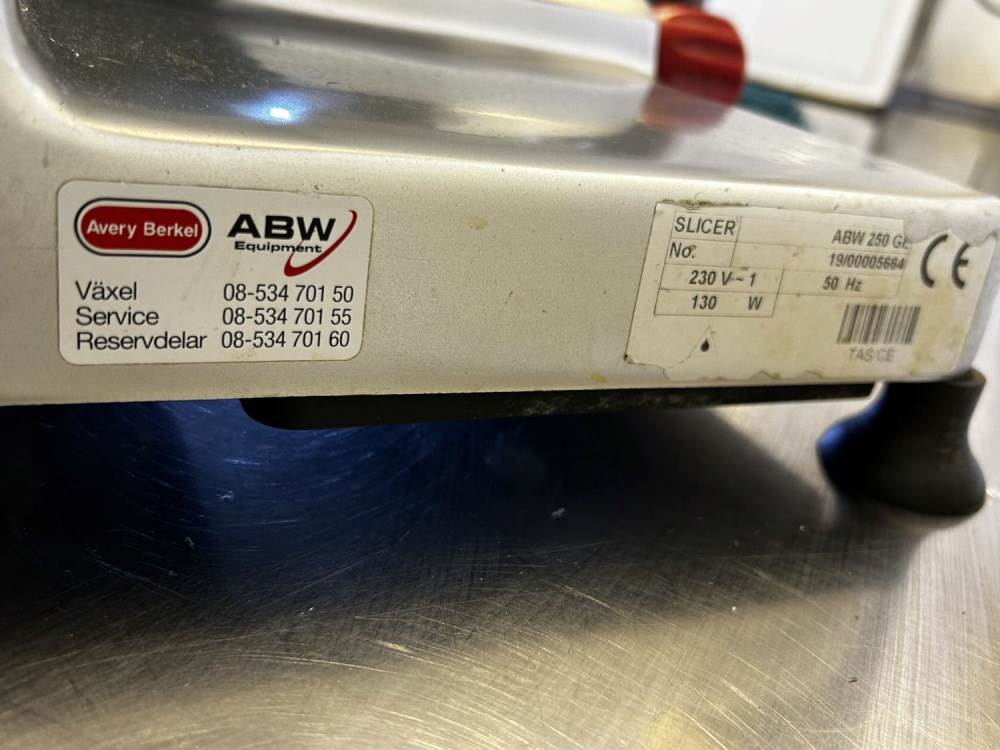 Avery Berkel
ABW
Equipment
Växel 08-534 701 50
Service 08-534 701 55
Reservdelar 08-534 701 60
SLICER ABW 250 GL
No. 19/00005664
230 V ~ 1 50 Hz
130 W
CE
TAS/CE